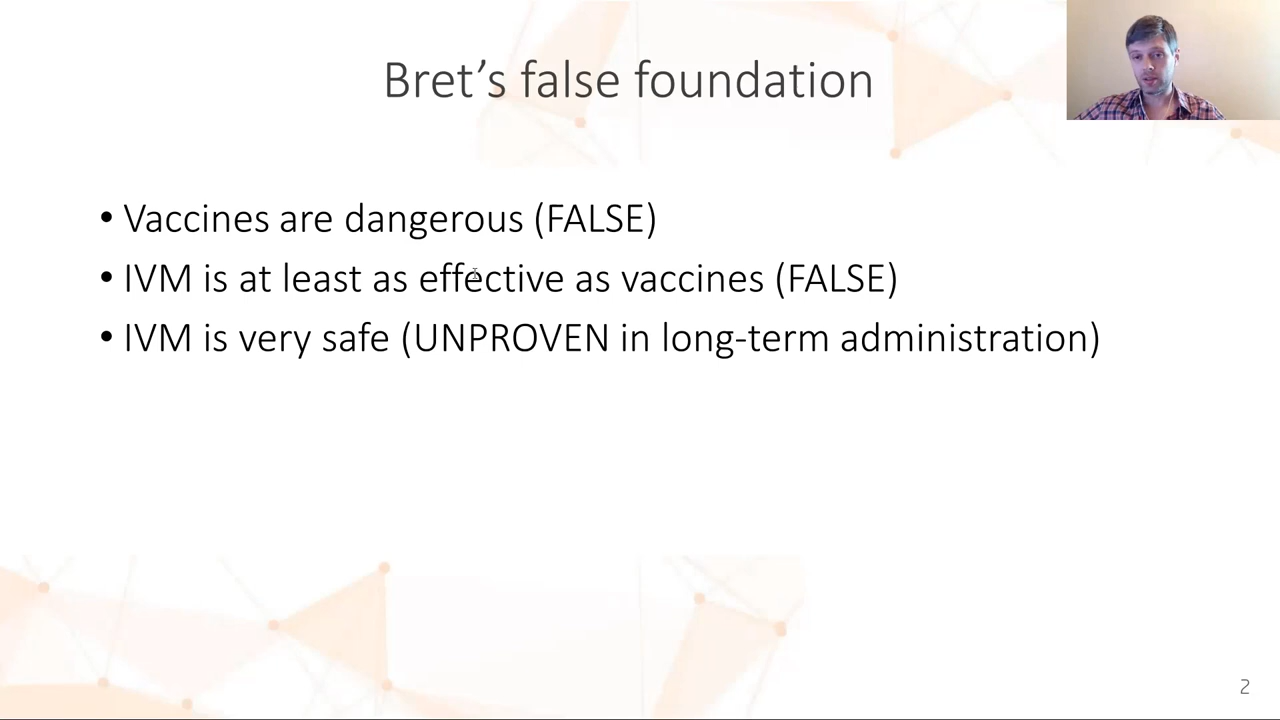 Bret’s false foundation
• Vaccines are dangerous (FALSE)
• IVM is at least as effective as vaccines (FALSE)
• IVM is very safe (UNPROVEN in long-term administration)
2